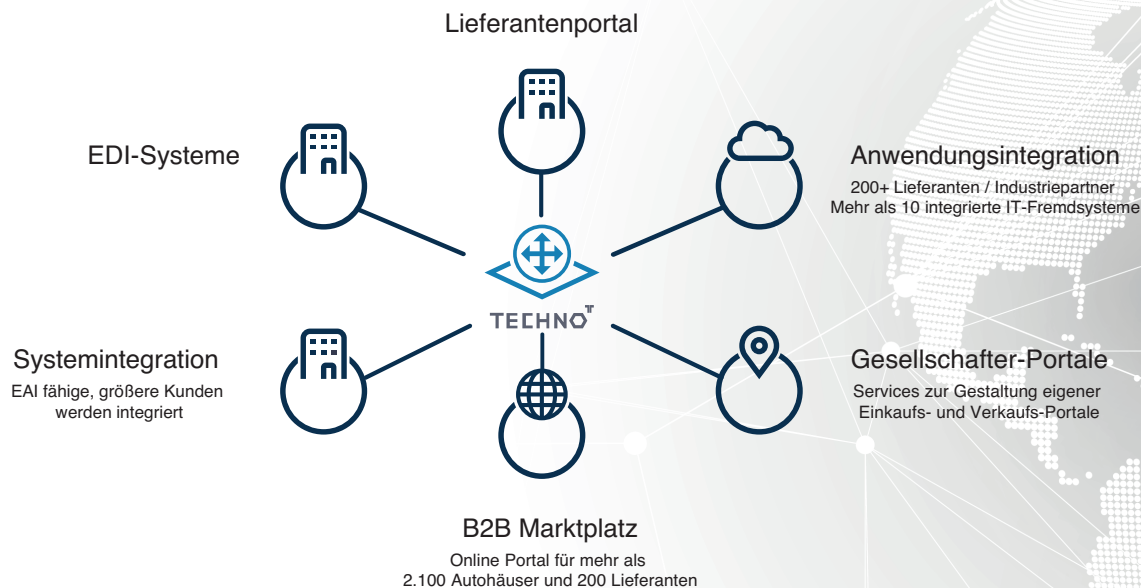 Lieferantenportal
EDI-Systeme
Anwendungsintegration
200+ Lieferanten / Industriepartner
Mehr als 10 integrierte IT-Fremdsysteme
TECHNO T
Systemintegration
EAI fähige, größere Kunden
werden integriert
Gesellschafter-Portale
Services zur Gestaltung eigener
Einkaufs- und Verkaufs-Portale
B2B Marktplatz
Online Portal für mehr als
2.100 Autohäuser und 200 Lieferanten